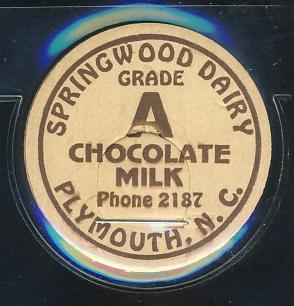 SPRINGWOOD DAIRY
GRADE
A
CHOCOLATE
MILK
Phone 2187
PLYMOUTH, N. C.